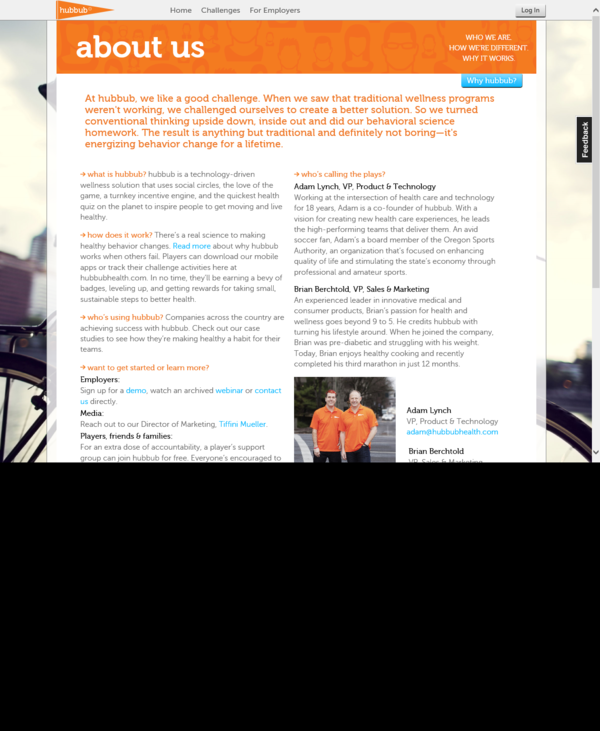 hubbub
Home
Challenges
For Employers
Log In
about us
WHO WE ARE.
HOW WE'RE DIFFERENT.
WHY IT WORKS.
Why hubbub?
At hubbub, we like a good challenge. When we saw that traditional wellness programs
weren't working, we challenged ourselves to create a better solution. So we turned
conventional thinking upside down, inside out and did our behavioral science
homework. The result is anything but traditional and definitely not boring—it's
energizing behavior change for a lifetime.
→ what is hubbub? hubbub is a technology-driven
wellness solution that uses social circles, the love of the
game, a turnkey incentive engine, and the quickest health
quiz on the planet to inspire people to get moving and live
healthy.
→ how does it work? There's a real science to making
healthy behavior changes. Read more about why hubbub
works when others fail. Players can download our mobile
apps or track their challenge activities here at
hubbubhealth.com. In no time, they'll be earning a bevy of
badges, leveling up, and getting rewards for taking small,
sustainable steps to better health.
→ who's using hubbub? Companies across the country are
achieving success with hubbub. Check out our case
studies to see how they're making healthy a habit for their
teams.
→ want to get started or learn more?
Employers:
Sign up for a demo, watch an archived webinar or contact
us directly.
Media:
Reach out to our Director of Marketing, Tiffini Mueller.
Players, friends & families:
For an extra dose of accountability, a player's support
group can join hubbub for free. Everyone's encouraged to
→ who's calling the plays?
Adam Lynch, VP, Product & Technology
Working at the intersection of health care and technology
for 18 years, Adam is a co-founder of hubbub. With a
vision for creating new health care experiences, he leads
the high-performing teams that deliver them. An avid
soccer fan, Adam's a board member of the Oregon Sports
Authority, an organization that's focused on enhancing
quality of life and stimulating the state's economy through
professional and amateur sports.
Brian Berchtold, VP, Sales & Marketing
An experienced leader in innovative medical and
consumer products, Brian's passion for health and
wellness goes beyond 9 to 5. He credits hubbub with
turning his lifestyle around. When he joined the company,
Brian was pre-diabetic and struggling with his weight.
Today, Brian enjoys healthy cooking and recently
completed his third marathon in just 12 months.
Adam Lynch
VP, Product & Technology
adam@hubbubhealth.com
Brian Berchtold
VP, Sales & Marketing
Feedback